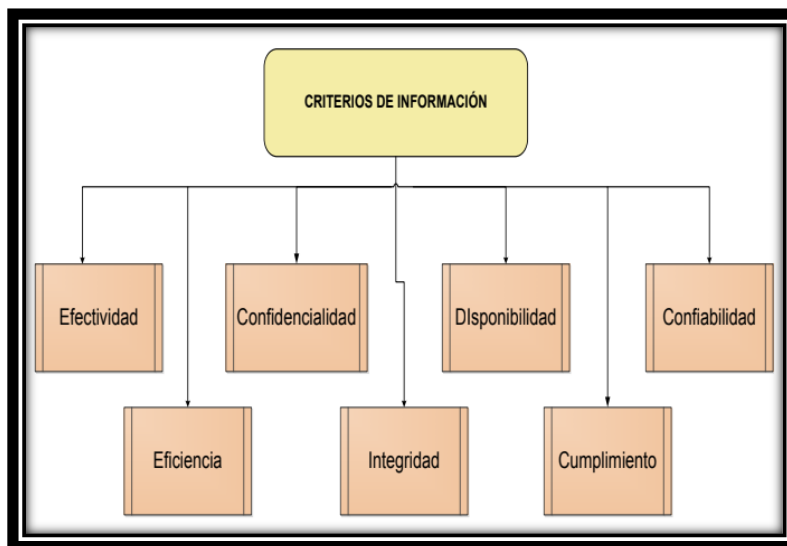 CRITERIOS DE INFORMACIÓN
Efectividad
Confidencialidad
DIsponibilidad
Confiabilidad
Eficiencia
Integridad
Cumplimiento